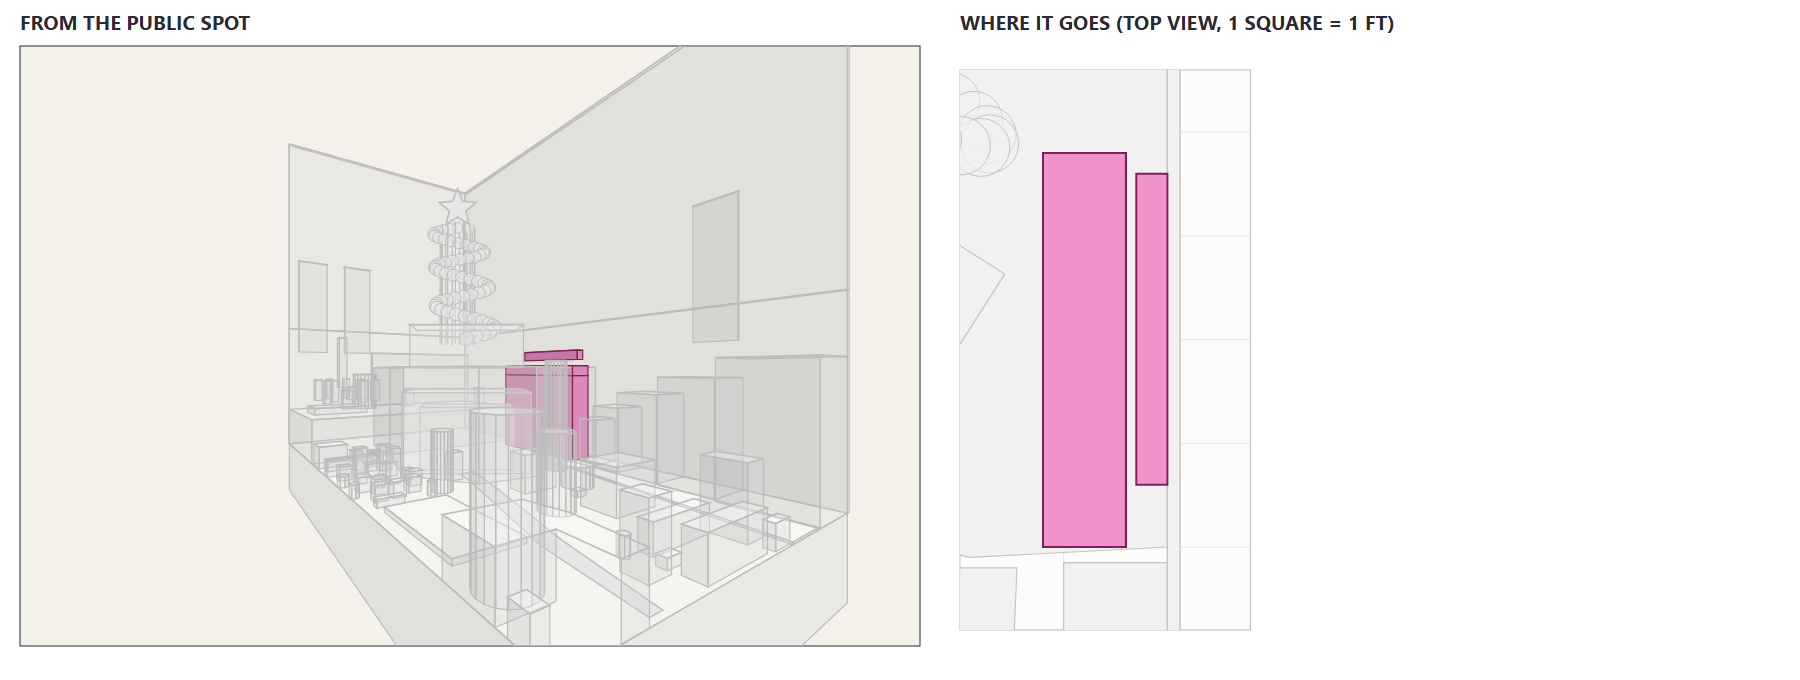 FROM THE PUBLIC SPOT
WHERE IT GOES (TOP VIEW, 1 SQUARE = 1 FT)